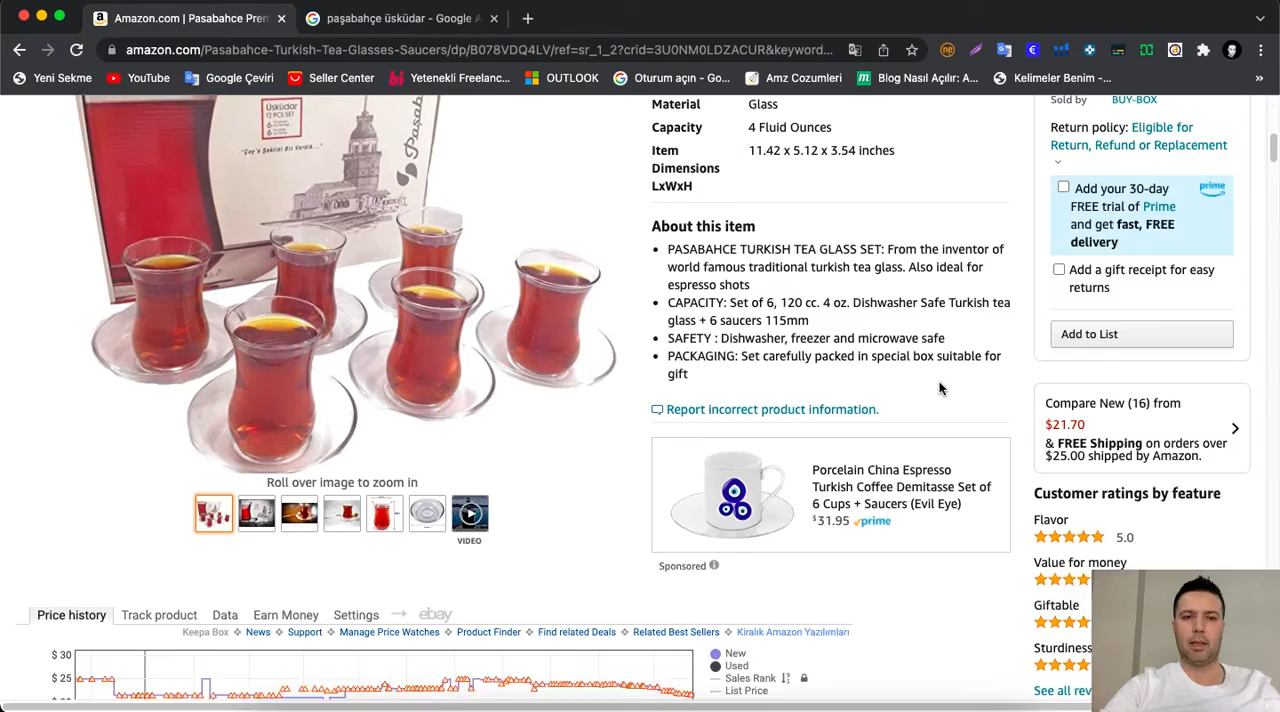 Amazon.com | Pasabahce Pren
paşabahçe üsküdar - Google A
amazon.com/Pasabahce-Turkish-Tea-Glasses-Saucers/dp/B078VDQ4LV/ref=sr_1_2?crid=3U0NM0LDZACUR&keyword...
Yeni Sekme
YouTube
Google Çeviri
Seller Center
Yetenekli Freelanc...
OUTLOOK
Oturum açın - Go...
Amz Cozumleri
Blog Nasıl Açılır: A...
Kelimeler Benim -...
»
Üsküdar
12 PCS SET
6
6
"Çay'a Şeklini Biz Verdik..."
Paşabahçe
Roll over image to zoom in
VIDEO
Material Glass
Capacity 4 Fluid Ounces
Item 11.42 x 5.12 x 3.54 inches
Dimensions
LxWxH
About this item
• PASABAHCE TURKISH TEA GLASS SET: From the inventor of
world famous traditional turkish tea glass. Also ideal for
espresso shots
• CAPACITY: Set of 6, 120 cc. 4 oz. Dishwasher Safe Turkish tea
glass + 6 saucers 115mm
• SAFETY : Dishwasher, freezer and microwave safe
• PACKAGING: Set carefully packed in special box suitable for
gift
Report incorrect product information.
Porcelain China Espresso
Turkish Coffee Demitasse Set of
6 Cups + Saucers (Evil Eye)
$31.95 prime
Sponsored
Sold by BUY-BOX
Return policy: Eligible for
Return, Refund or Replacement
Add your 30-day prime
FREE trial of Prime
and get fast, FREE
delivery
Add a gift receipt for easy
returns
Add to List
Compare New (16) from
$21.70
& FREE Shipping on orders over
$25.00 shipped by Amazon.
Customer ratings by feature
Flavor
5.0
Value for money
Giftable
Sturdiness
See all rev
Price history Track product Data Earn Money Settings → ebay
Keepa Box News Support Manage Price Watches Product Finder Find related Deals Related Best Sellers Kiralık Amazon Yazılımları
$ 30
$ 25
New
Used
Sales Rank
List Price